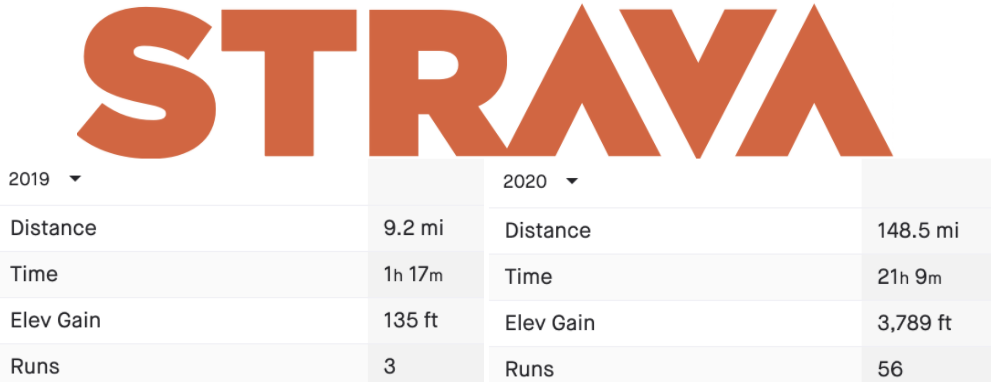 STRAVA
2019
Distance 9.2 mi
Time 1h 17m
Elev Gain 135 ft
Runs 3
2020
Distance 148.5 mi
Time 21h 9m
Elev Gain 3,789 ft
Runs 56